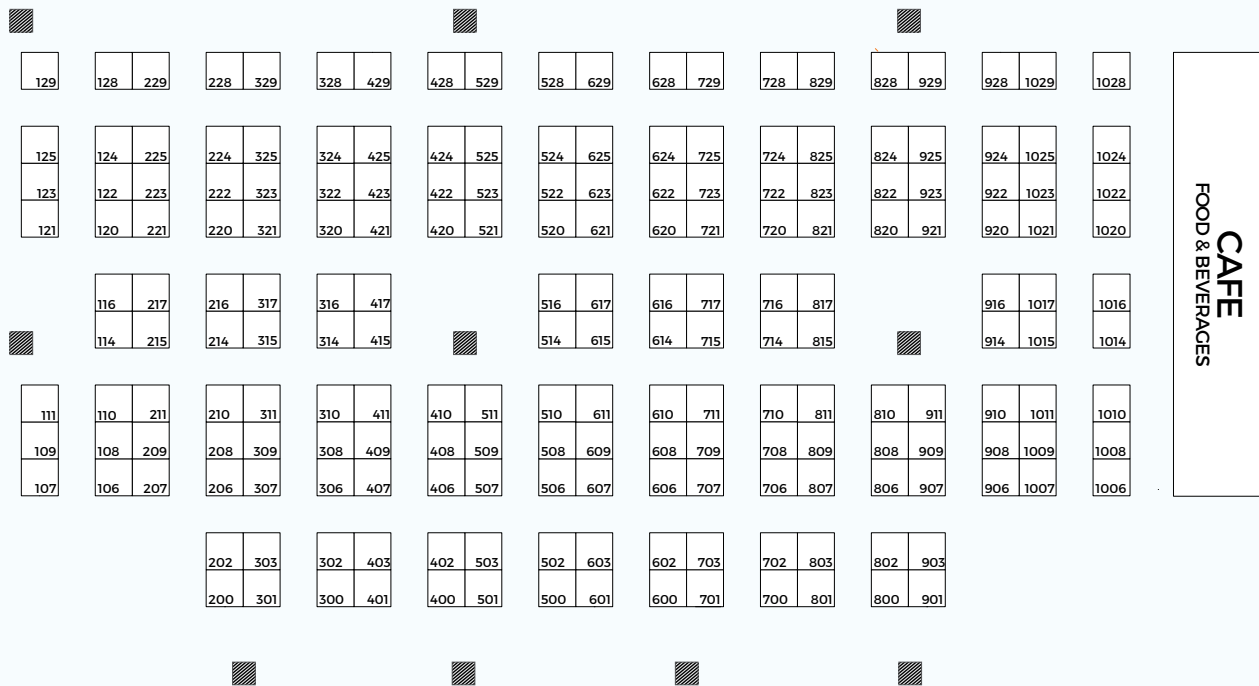 129 128 229 228 329 328 429 428 529 528 629 628 729 728 829 828 929 928 1029 1028
125 124 225 224 325 324 425 424 525 524 625 624 725 724 825 824 925 924 1025 1024
123 122 223 222 323 322 423 422 523 522 623 622 723 722 823 822 923 922 1023 1022
121 120 221 220 321 320 421 420 521 520 621 620 721 720 821 820 921 920 1021 1020
116 217 216 317 316 417 516 617 616 717 716 817 916 1017 1016
114 215 214 315 314 415 514 615 614 715 714 815 914 1015 1014
111 110 211 210 311 310 411 410 511 510 611 610 711 710 811 810 911 910 1011 1010
109 108 209 208 309 308 409 408 509 508 609 608 709 708 809 808 909 908 1009 1008
107 106 207 206 307 306 407 406 507 506 607 606 707 706 807 806 907 906 1007 1006
202 303 302 403 402 503 502 603 602 703 702 803 802 903
200 301 300 401 400 501 500 601 600 701 700 801 800 901
CAFE
FOOD & BEVERAGES